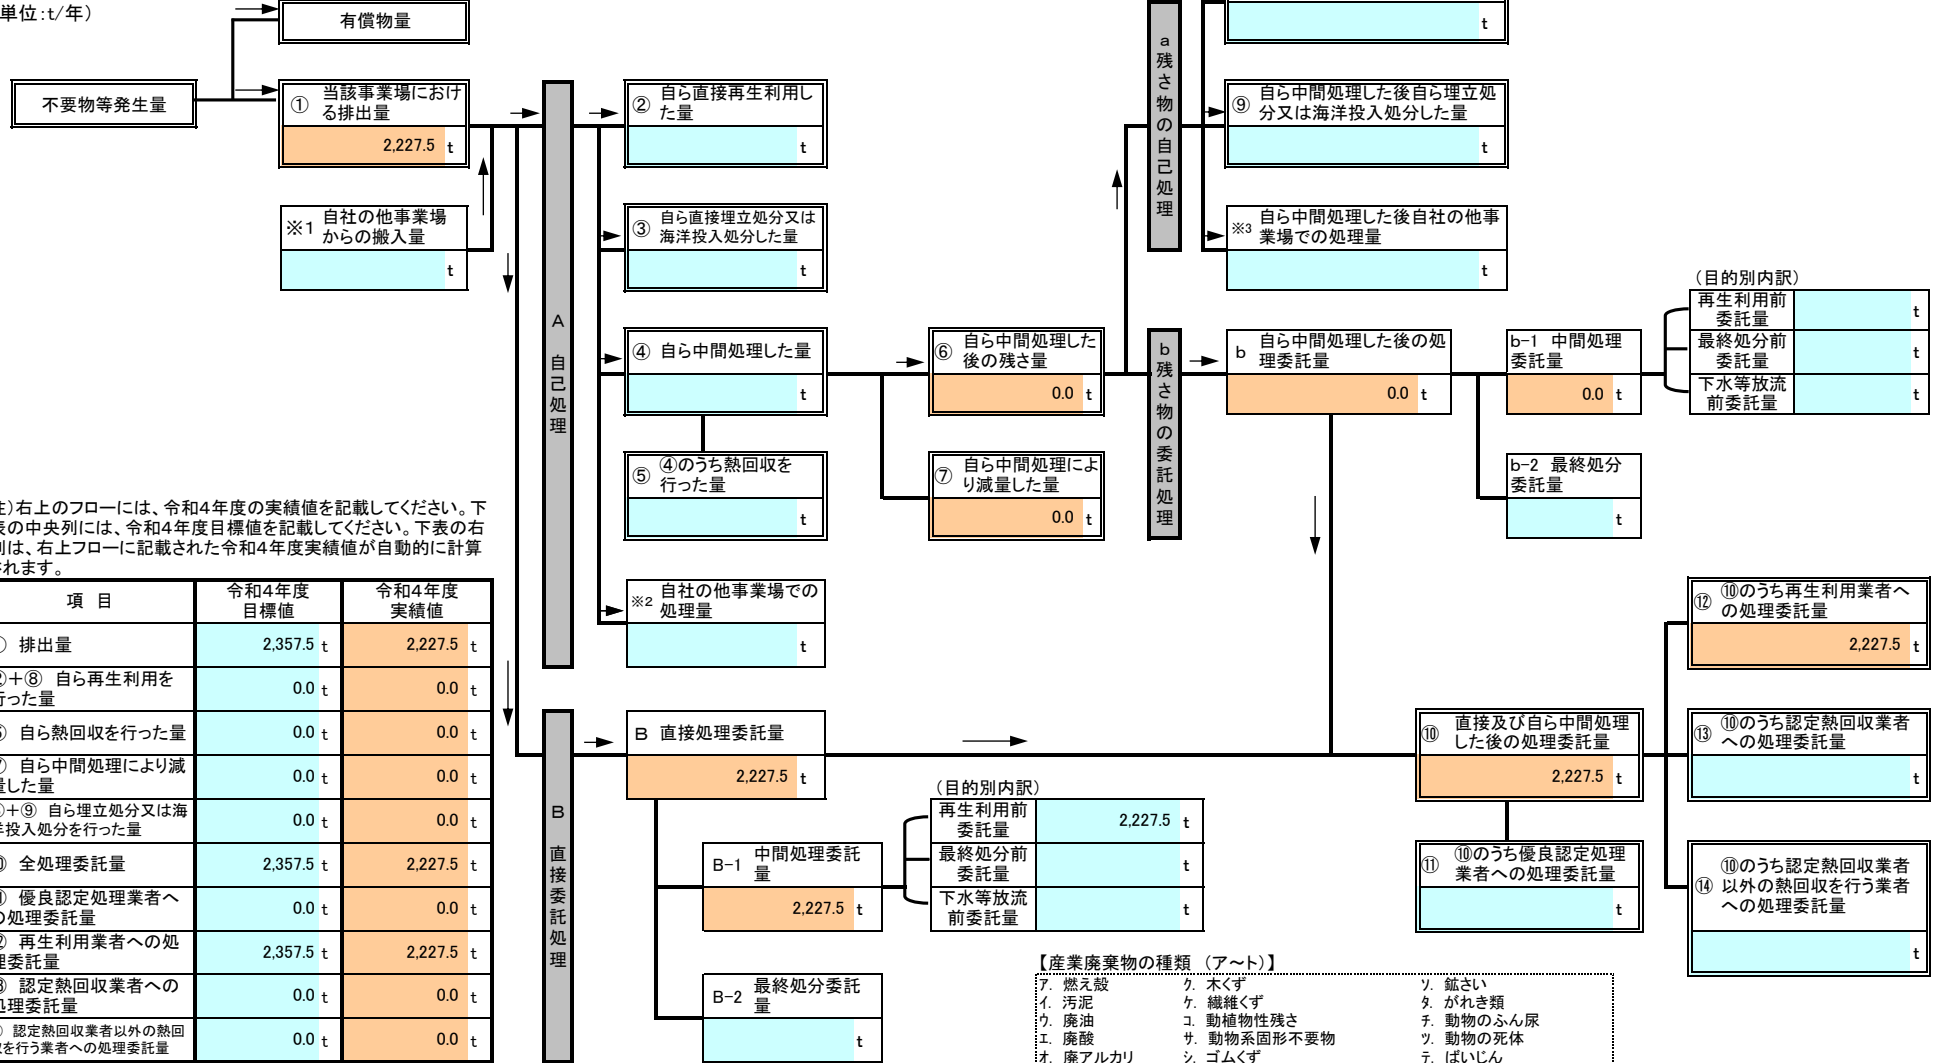 単位:t/年）
有償物量
不要物等発生量
① 当該事業場におけ
る排出量
2,227.5 t
※1 自社の他事業場
からの搬入量
t
A 自己処理
② 自ら直接再生利用し
た量
t
③ 自ら直接埋立処分又は
海洋投入処分した量
t
④ 自ら中間処理した量
t
⑤ ④のうち熱回収を
行った量
t
※2 自社の他事業場での
処理量
t
⑥ 自ら中間処理した
後の残さ量
0.0 t
⑦ 自ら中間処理によ
り減量した量
0.0 t
a 残さ物の自己処理
t
⑨ 自ら中間処理した後自ら埋立処
分又は海洋投入処分した量
t
※3 自ら中間処理した後自社の他事
業場での処理量
t
b 残さ物の委託処理
b 自ら中間処理した後の処
理委託量
0.0 t
b-1 中間処理
委託量
0.0 t
b-2 最終処分
委託量
t
（目的別内訳）
再生利用前
委託量
t
最終処分前
委託量
t
下水等放流
前委託量
t
注）右上のフローには、令和4年度の実績値を記載してください。下
表の中央列には、令和4年度目標値を記載してください。下表の右
列は、右上フローに記載された令和4年度実績値が自動的に計算
されます。
項 目
令和4年度
目標値
令和4年度
実績値
① 排出量 2,357.5 t 2,227.5 t
②+⑧ 自ら再生利用を
行った量 0.0 t 0.0 t
⑤ 自ら熱回収を行った量 0.0 t 0.0 t
⑦ 自ら中間処理により減
量した量 0.0 t 0.0 t
③+⑨ 自ら埋立処分又は海
洋投入処分を行った量 0.0 t 0.0 t
⑩ 全処理委託量 2,357.5 t 2,227.5 t
⑪ 優良認定処理業者へ
の処理委託量 0.0 t 0.0 t
⑫ 再生利用業者への処
理委託量 2,357.5 t 2,227.5 t
⑬ 認定熱回収業者への
処理委託量 0.0 t 0.0 t
⑭ 認定熱回収業者以外の熱回
収を行う業者への処理委託量 0.0 t 0.0 t
B 直接委託処理
B 直接処理委託量
2,227.5 t
B-1 中間処理委託
量
2,227.5 t
B-2 最終処分委託
量
t
（目的別内訳）
再生利用前
委託量
2,227.5 t
最終処分前
委託量
t
下水等放流
前委託量
t
⑩ 直接及び自ら中間処理
した後の処理委託量
2,227.5 t
⑪ ⑩のうち優良認定処理
業者への処理委託量
t
⑫ ⑩のうち再生利用業者へ
の処理委託量
2,227.5 t
⑬ ⑩のうち認定熱回収業者
への処理委託量
t
⑭ ⑩のうち認定熱回収業者
以外の熱回収を行う業者
への処理委託量
t
【産業廃棄物の種類 （ア～ト）】
ア. 燃え殻 ク. 木くず ソ. 鉱さい
イ. 汚泥 ケ. 繊維くず タ. がれき類
ウ. 廃油 コ. 動植物性残さ チ. 動物のふん尿
エ. 廃酸 サ. 動物系固形不要物 ツ. 動物の死体
オ. 廃アルカリ シ. ゴムくず テ. ばいじん